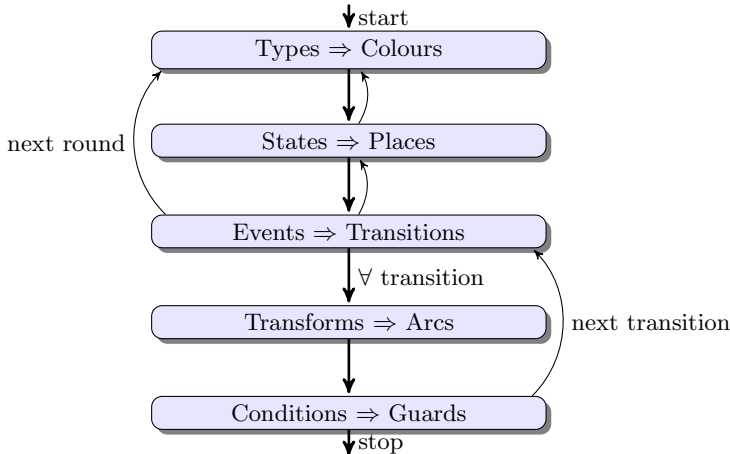 start
Types ⇒ Colours
States ⇒ Places
next round
Events ⇒ Transitions
∀ transition
Transforms ⇒ Arcs
next transition
Conditions ⇒ Guards
stop